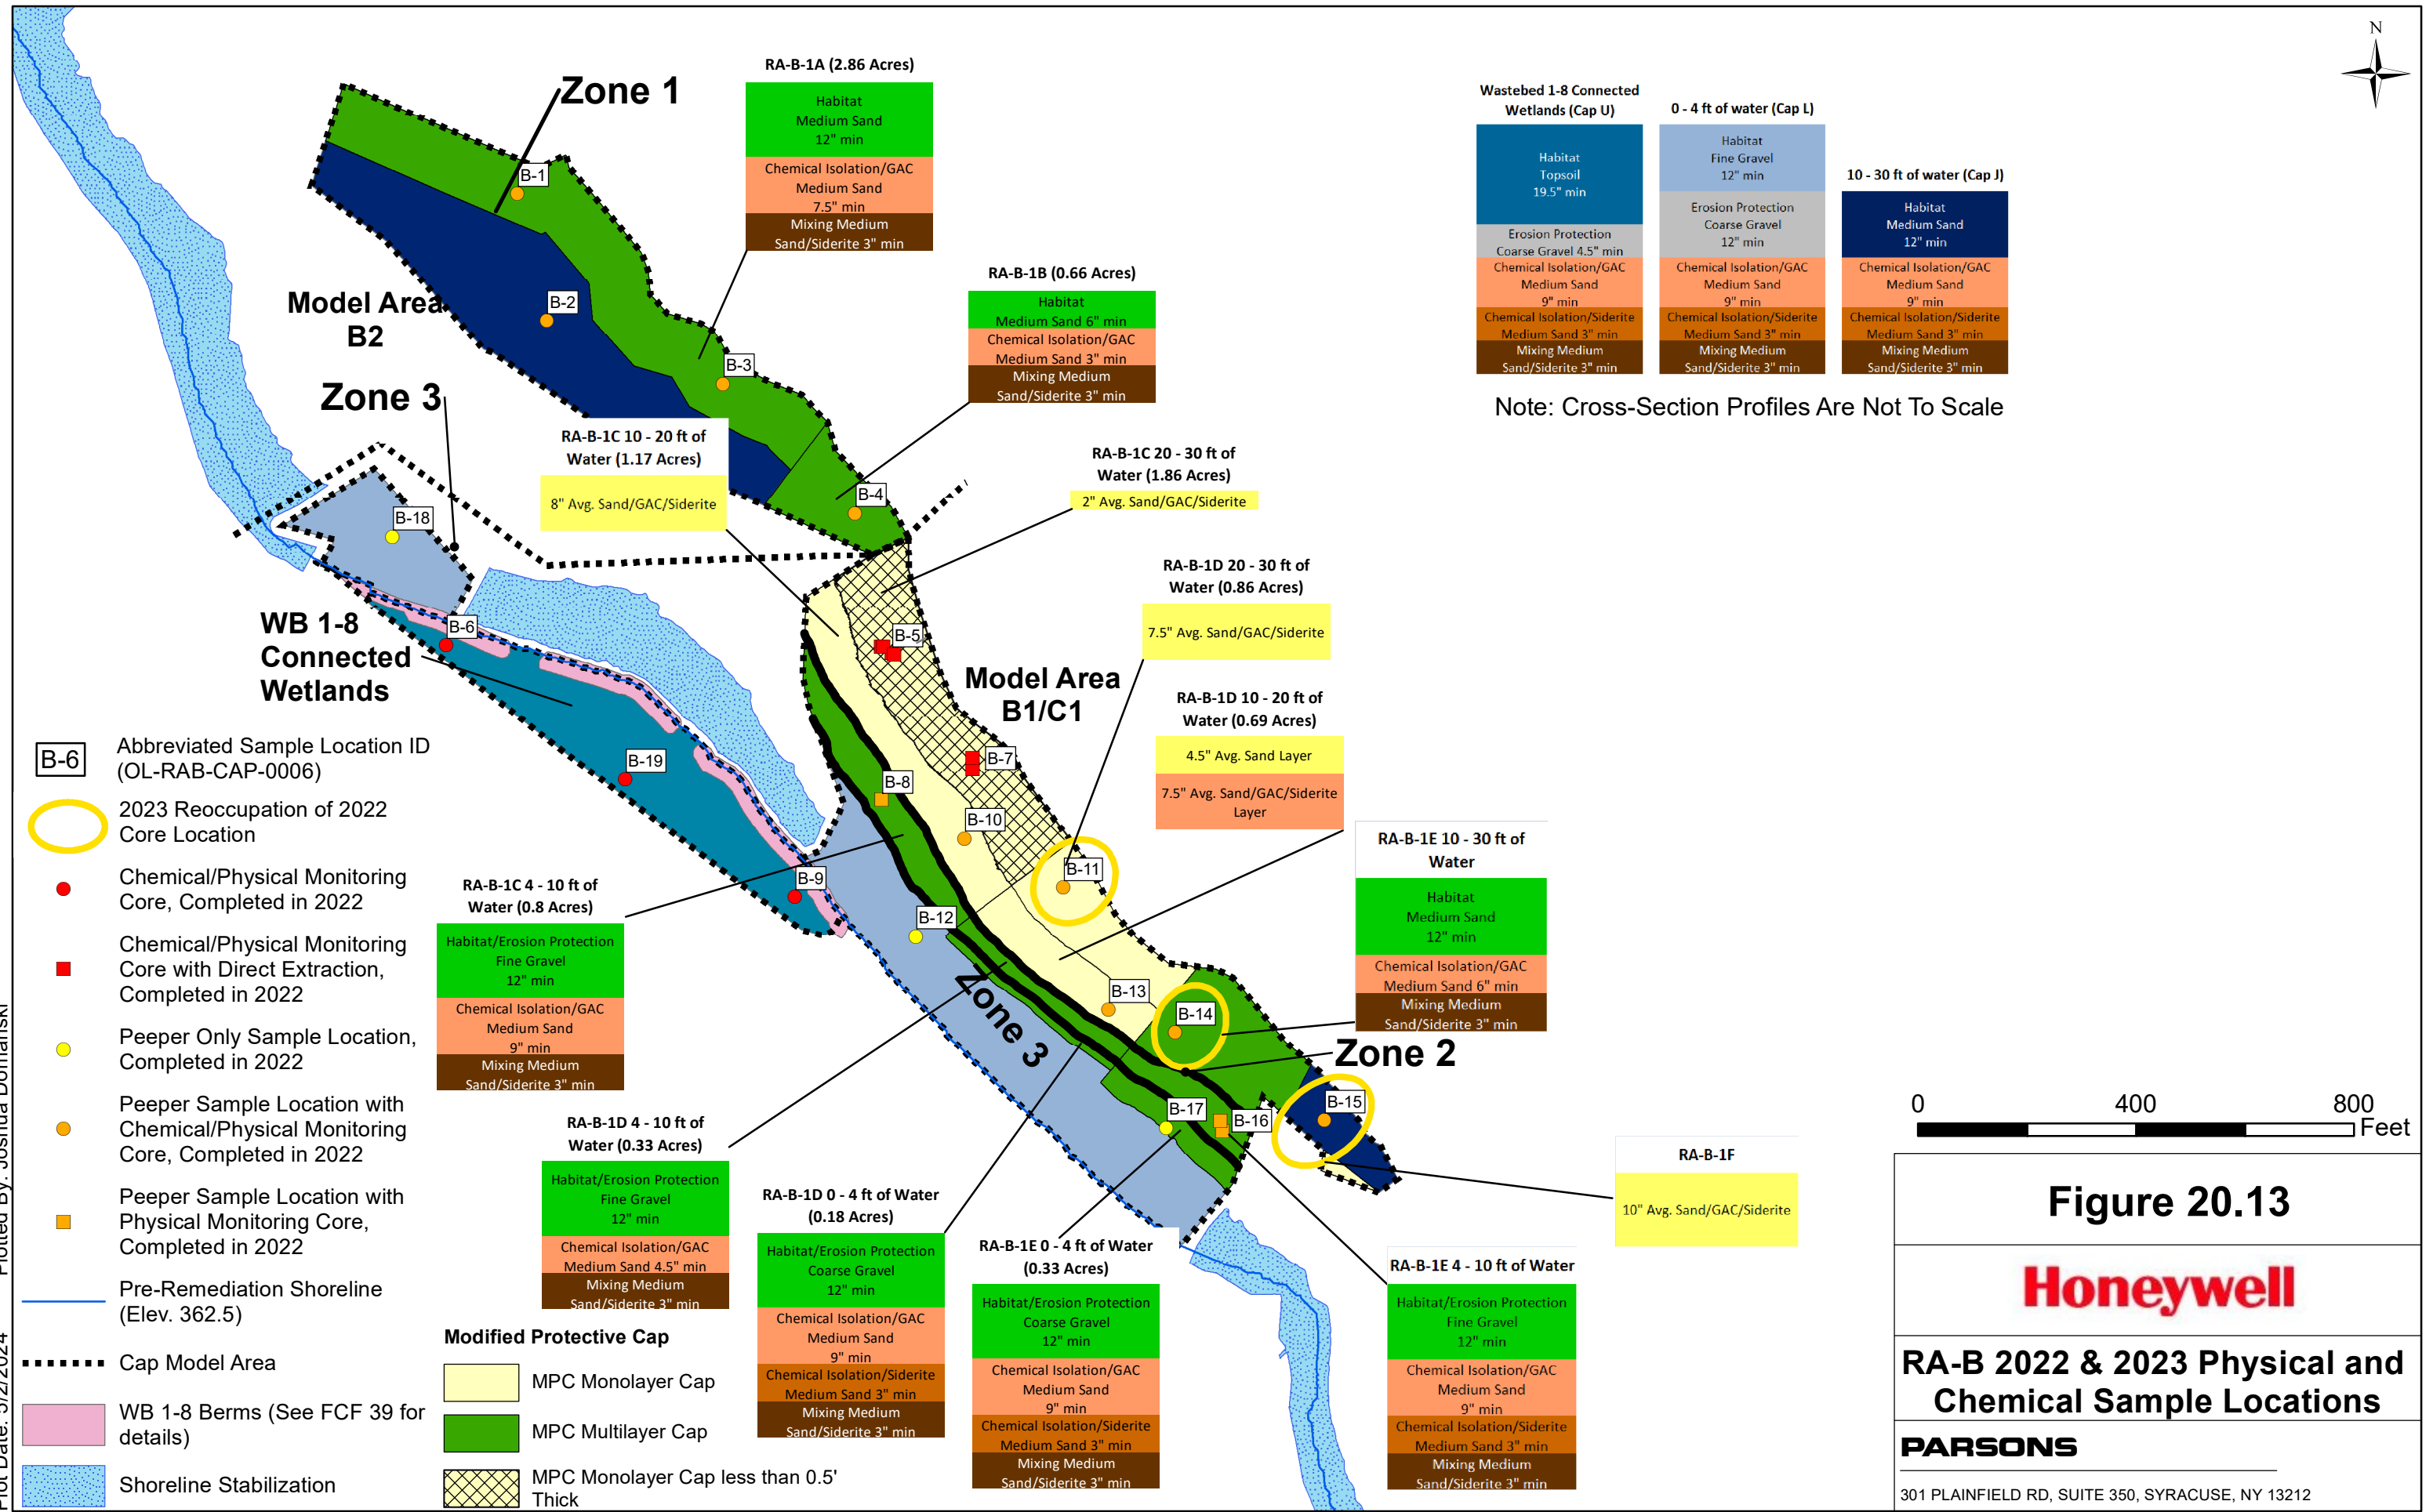 N
Zone 1
RA-B-1A (2.86 Acres)
Habitat
Medium Sand
12" min
Chemical Isolation/GAC
Medium Sand
7.5" min
Mixing Medium
Sand/Siderite 3" min
Wastebed 1-8 Connected
Wetlands (Cap U)
Habitat
Topsoil
19.5" min
Erosion Protection
Coarse Gravel 4.5" min
Chemical Isolation/GAC
Medium Sand
9" min
Chemical Isolation/Siderite
Medium Sand 3" min
Mixing Medium
Sand/Siderite 3" min
0 - 4 ft of water (Cap L)
Habitat
Fine Gravel
12" min
Erosion Protection
Coarse Gravel
12" min
Chemical Isolation/GAC
Medium Sand
9" min
Chemical Isolation/Siderite
Medium Sand 3" min
Mixing Medium
Sand/Siderite 3" min
10 - 30 ft of water (Cap J)
Habitat
Medium Sand
12" min
Chemical Isolation/GAC
Medium Sand
9" min
Chemical Isolation/Siderite
Medium Sand 3" min
Mixing Medium
Sand/Siderite 3" min
Note: Cross-Section Profiles Are Not To Scale
B-1
B-2
B-3
B-4
Model Area
B2
Zone 3
RA-B-1B (0.66 Acres)
Habitat
Medium Sand 6" min
Chemical Isolation/GAC
Medium Sand 3" min
Mixing Medium
Sand/Siderite 3" min
RA-B-1C 10 - 20 ft of
Water (1.17 Acres)
8" Avg. Sand/GAC/Siderite
RA-B-1C 20 - 30 ft of
Water (1.86 Acres)
2" Avg. Sand/GAC/Siderite
B-18
RA-B-1D 20 - 30 ft of
Water (0.86 Acres)
7.5" Avg. Sand/GAC/Siderite
WB 1-8
Connected
Wetlands
B-6
B-5
Model Area
B1/C1
RA-B-1D 10 - 20 ft of
Water (0.69 Acres)
4.5" Avg. Sand Layer
7.5" Avg. Sand/GAC/Siderite
Layer
B-19
B-7
B-8
B-10
B-11
B-9
B-12
B-13
B-14
B-15
B-17
B-16
Zone 3
Zone 2
RA-B-1E 10 - 30 ft of
Water
Habitat
Medium Sand
12" min
Chemical Isolation/GAC
Medium Sand 6" min
Mixing Medium
Sand/Siderite 3" min
RA-B-1C 4 - 10 ft of
Water (0.8 Acres)
Habitat/Erosion Protection
Fine Gravel
12" min
Chemical Isolation/GAC
Medium Sand
9" min
Mixing Medium
Sand/Siderite 3" min
RA-B-1D 4 - 10 ft of
Water (0.33 Acres)
Habitat/Erosion Protection
Fine Gravel
12" min
Chemical Isolation/GAC
Medium Sand 4.5" min
Mixing Medium
Sand/Siderite 3" min
RA-B-1D 0 - 4 ft of Water
(0.18 Acres)
Habitat/Erosion Protection
Coarse Gravel
12" min
Chemical Isolation/GAC
Medium Sand
9" min
Chemical Isolation/Siderite
Medium Sand 3" min
Mixing Medium
Sand/Siderite 3" min
RA-B-1E 0 - 4 ft of Water
(0.33 Acres)
Habitat/Erosion Protection
Coarse Gravel
12" min
Chemical Isolation/GAC
Medium Sand
9" min
Chemical Isolation/Siderite
Medium Sand 3" min
Mixing Medium
Sand/Siderite 3" min
RA-B-1E 4 - 10 ft of Water
Habitat/Erosion Protection
Fine Gravel
12" min
Chemical Isolation/GAC
Medium Sand
9" min
Chemical Isolation/Siderite
Medium Sand 3" min
Mixing Medium
Sand/Siderite 3" min
RA-B-1F
10" Avg. Sand/GAC/Siderite
B-6
Abbreviated Sample Location ID
(OL-RAB-CAP-0006)
2023 Reoccupation of 2022
Core Location
Chemical/Physical Monitoring
Core, Completed in 2022
Chemical/Physical Monitoring
Core with Direct Extraction,
Completed in 2022
Peeper Only Sample Location,
Completed in 2022
Peeper Sample Location with
Chemical/Physical Monitoring
Core, Completed in 2022
Peeper Sample Location with
Physical Monitoring Core,
Completed in 2022
Pre-Remediation Shoreline
(Elev. 362.5)
Cap Model Area
WB 1-8 Berms (See FCF 39 for
details)
Shoreline Stabilization
Modified Protective Cap
MPC Monolayer Cap
MPC Multilayer Cap
MPC Monolayer Cap less than 0.5'
Thick
0 400 800
Feet
Figure 20.13
Honeywell
RA-B 2022 & 2023 Physical and
Chemical Sample Locations
PARSONS
301 PLAINFIELD RD, SUITE 350, SYRACUSE, NY 13212
Plot Date: 5/2/2024 Plotted By: Joshua Domanski